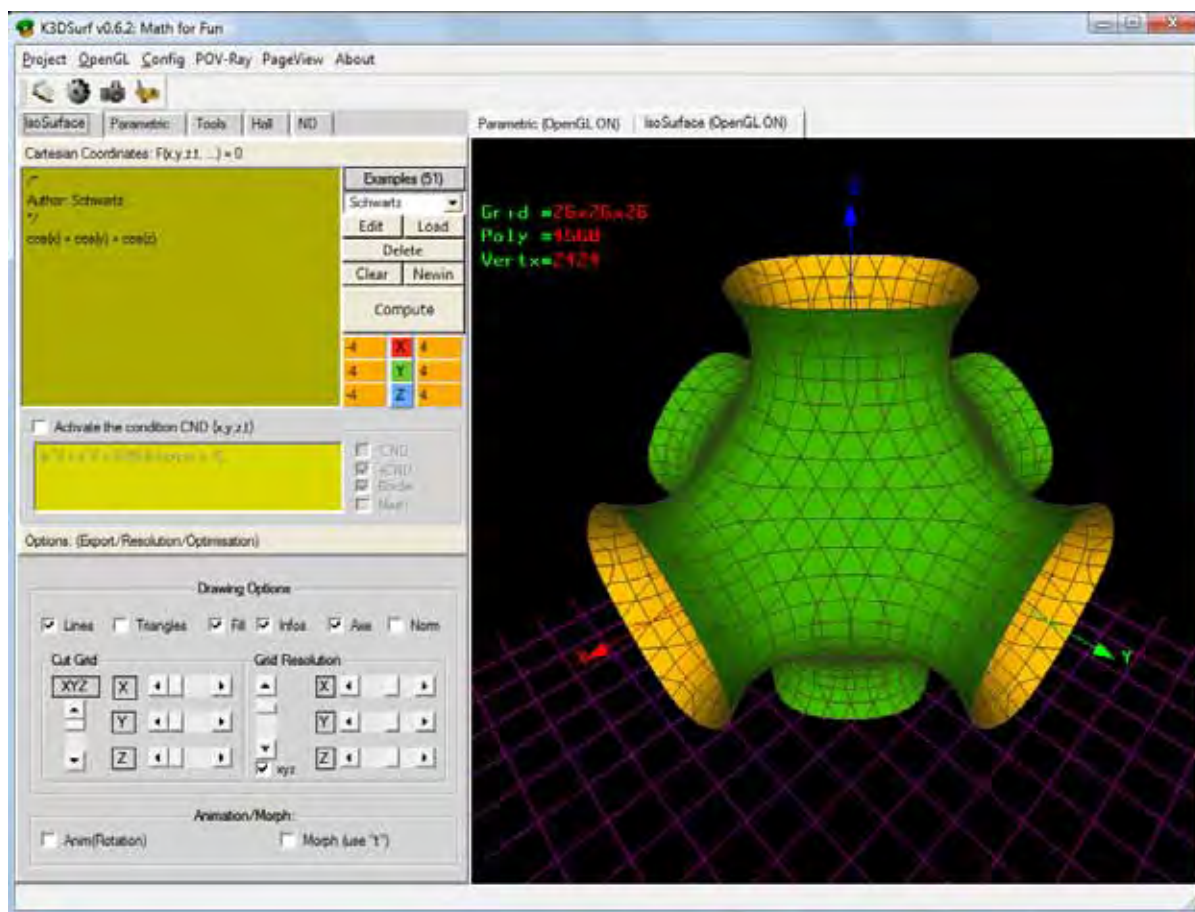 K3DSurf v0.6.2: Math for Fun
Project OpenGL Config POV-Ray PageView About
IsoSurface Parametric Tools Hall ND
Parametric (OpenGL ON) IsoSurface (OpenGL ON)
Cartesian Coordinates: F(x,y,z,t, ...) = 0
/*
Author: Schwartz
*/
cos(x) + cos(y) + cos(z)
Examples (51)
Schwartz
Edit Load
Delete
Clear Newin
Compute
-4 X 4
-4 Y 4
-4 Z 4
Grid =26x26x26
Poly =4568
Vertx=2424
Z
X
Y
Activate the condition CND (x,y,z,t)
CND
Options: (Export/Resolution/Optimisation)
Drawing Options
Lines Triangles Fill Infos Axe Norm
Cut Grid Grid Resolution
XYZ X X
Y Y
Z xyz Z
Animation/Morph:
Anim(Rotation) Morph (use "t")